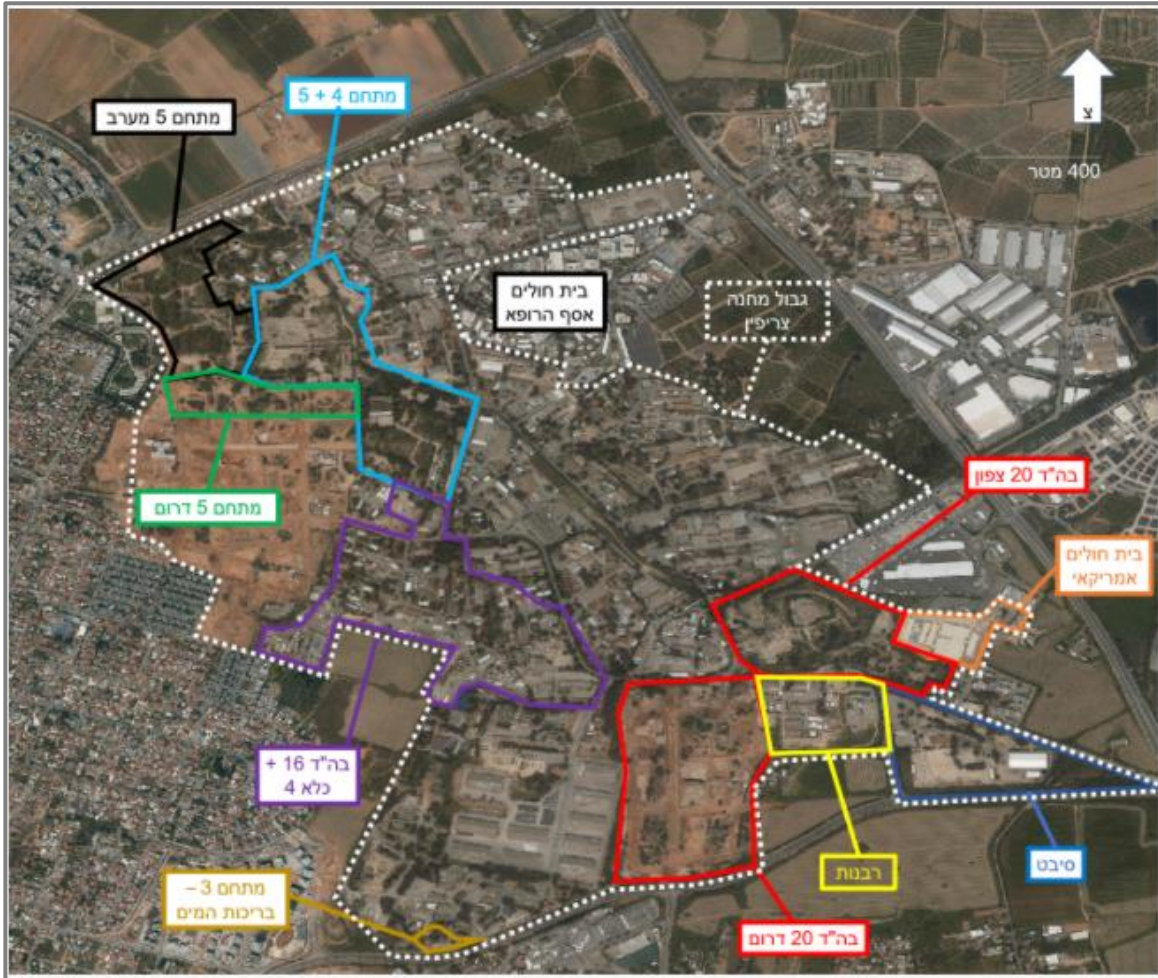 מתחם 4 + 5
מתחם 5 מערב
צ
400 מטר
בית חולים
אסף הרופא
גבול מחנה
צריפין
בה"ד 20 צפון
מתחם 5 דרום
בית חולים
אמריקאי
בה"ד 16 +
כלא 4
סיבט
רבנות
מתחם 3 –
בריכות המים
בה"ד 20 דרום